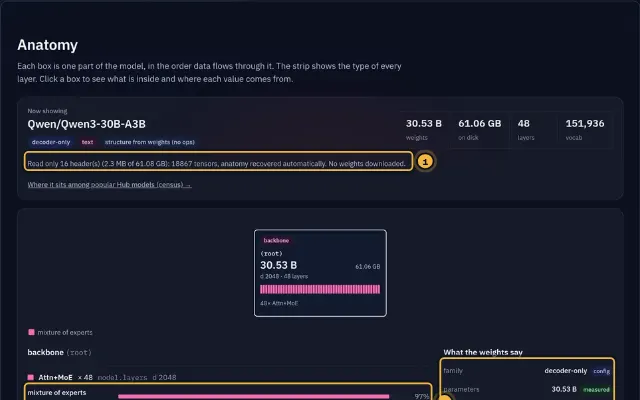 Anatomy
Each box is one part of the model, in the order data flows through it. The strip shows the type of every
layer. Click a box to see what is inside and where each value comes from.
Now showing
Qwen/Qwen3-30B-A3B
30.53 B 61.06 GB 48 151,936
weights on disk layers vocab
decoder-only text structure from weights (no ops)
Read only 16 header(s) (2.3 MB of 61.08 GB): 18867 tensors, anatomy recovered automatically. No weights downloaded.
1
Where it sits among popular Hub models (census) →
backbone
(root)
30.53 B 61.06 GB
d 2048 · 48 layers
48× Attn+MoE
mixture of experts
backbone (root)
What the weights say
family decoder-only config
Attn+MoE × 48 model.layers d 2048
parameters 30.53 B measured
mixture of experts 97%